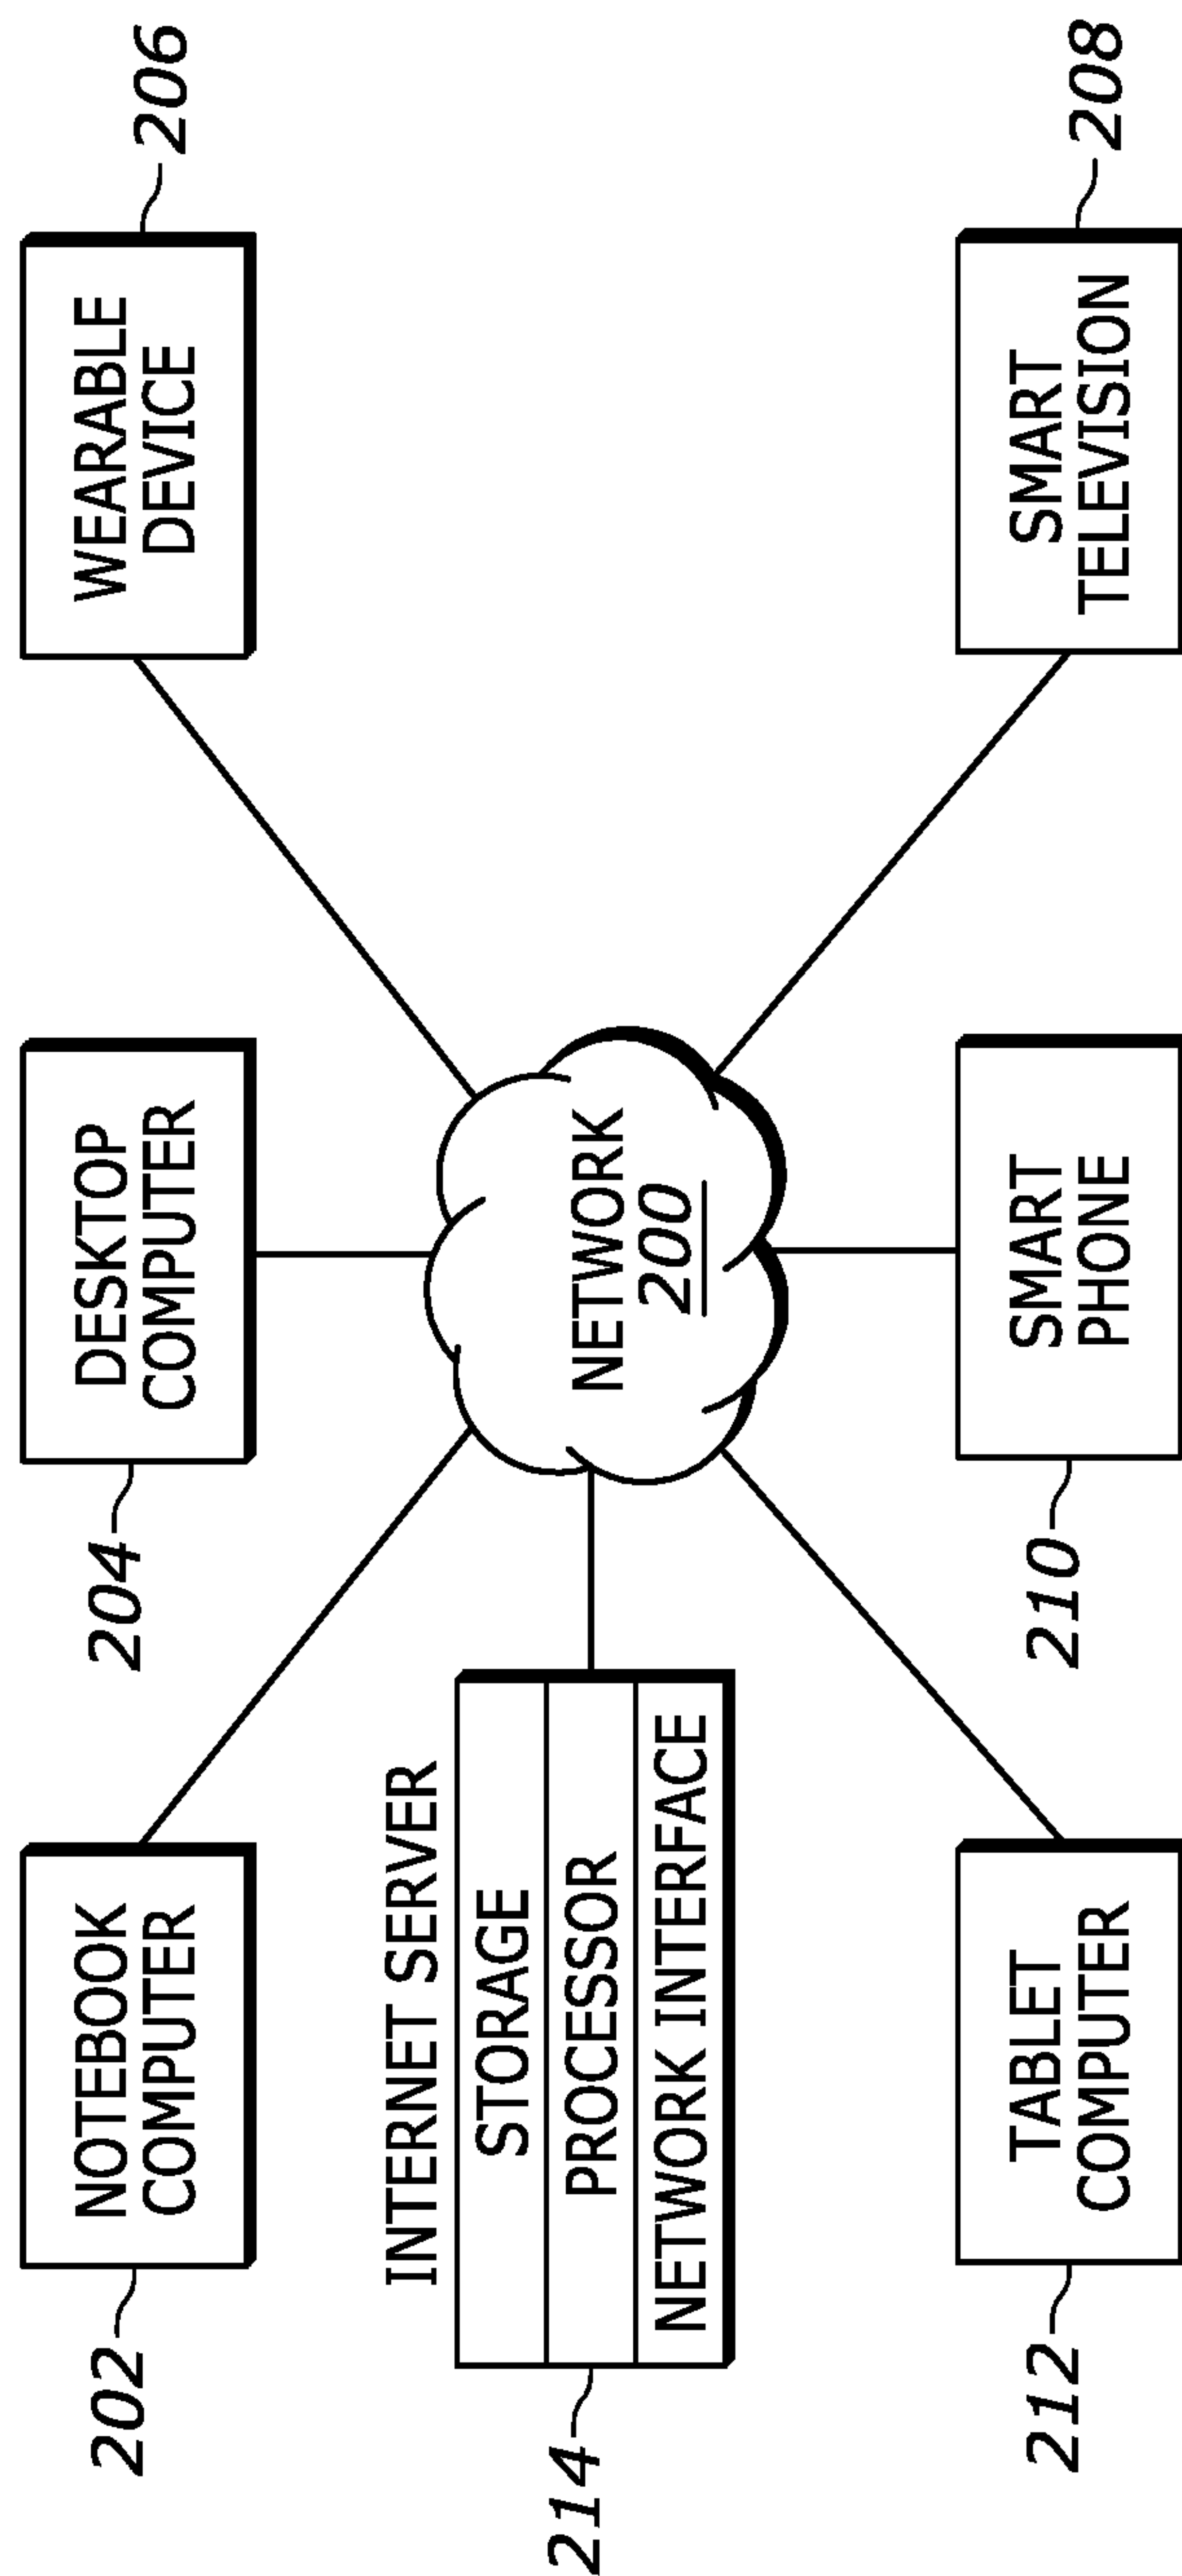 202
NOTEBOOK
COMPUTER
204
DESKTOP
COMPUTER
206
WEARABLE
DEVICE
INTERNET SERVER
214
STORAGE
PROCESSOR
NETWORK INTERFACE
NETWORK
200
212
TABLET
COMPUTER
210
SMART
PHONE
208
SMART
TELEVISION